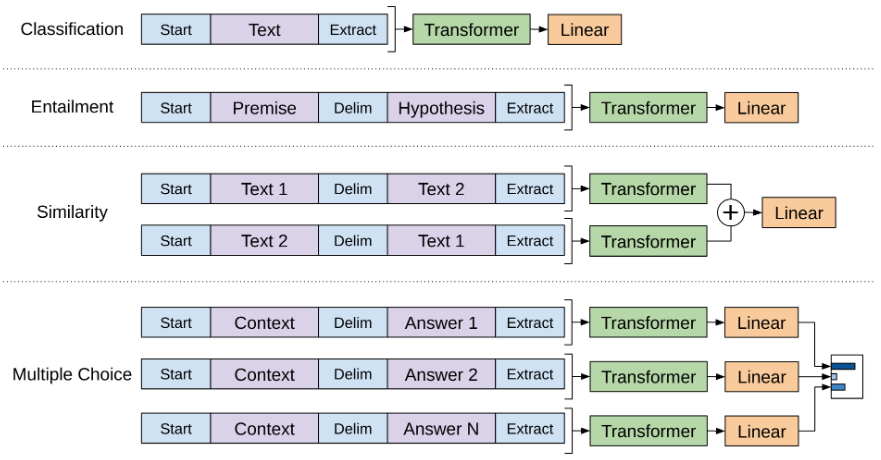 Classification Start Text Extract Transformer Linear
Entailment Start Premise Delim Hypothesis Extract Transformer Linear
Start Text 1 Delim Text 2 Extract Transformer
Similarity + Linear
Start Text 2 Delim Text 1 Extract Transformer
Start Context Delim Answer 1 Extract Transformer Linear
Multiple Choice Start Context Delim Answer 2 Extract Transformer Linear
Start Context Delim Answer N Extract Transformer Linear